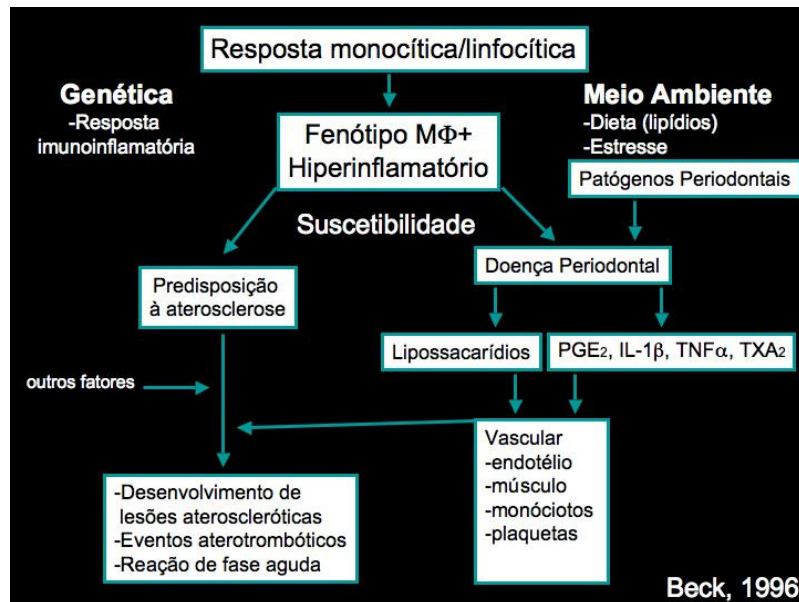 Resposta monocítica/linfocítica
Genética
-Resposta
imunoinflamatória
Fenótipo MΦ+
Hiperinflamatório
Meio Ambiente
-Dieta (lipídios)
-Estresse
Patógenos Periodontais
Suscetibilidade
Predisposição
à aterosclerose
Doença Periodontal
Lipossacarídios
PGE₂, IL-1β, TNFα, TXA₂
outros fatores
-Desenvolvimento de
lesões ateroscleróticas
-Eventos aterotrombóticos
-Reação de fase aguda
Vascular
-endotélio
-músculo
-monóciotos
-plaquetas
Beck, 1996